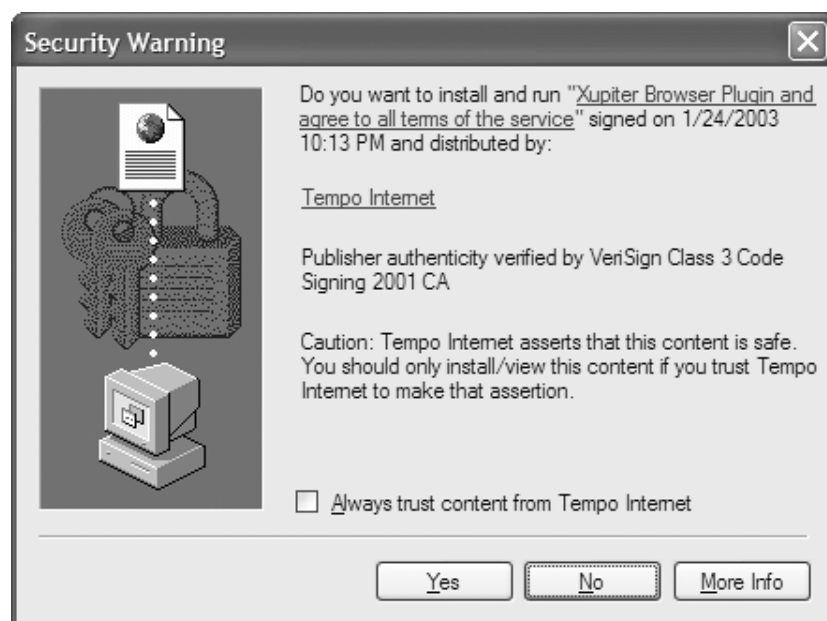 Security Warning
Do you want to install and run "Xupiter Browser Plugin and
agree to all terms of the service" signed on 1/24/2003
10:13 PM and distributed by:
Tempo Internet
Publisher authenticity verified by VeriSign Class 3 Code
Signing 2001 CA
Caution: Tempo Internet asserts that this content is safe.
You should only install/view this content if you trust Tempo
Internet to make that assertion.
Always trust content from Tempo Internet
Yes No More Info